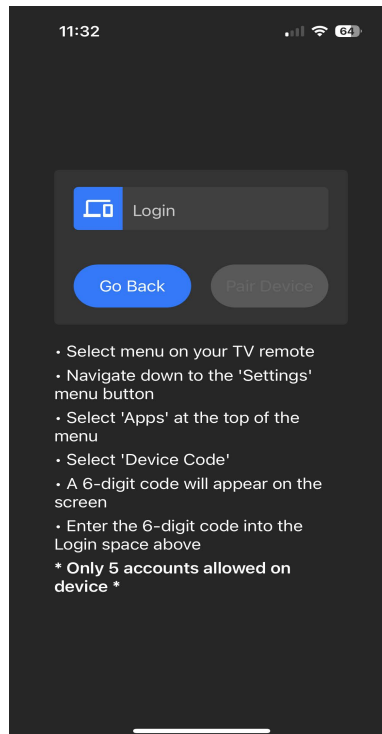 11:32
64
Login
Go Back
Pair Device
• Select menu on your TV remote
• Navigate down to the 'Settings'
menu button
• Select 'Apps' at the top of the
menu
• Select 'Device Code'
• A 6-digit code will appear on the
screen
• Enter the 6-digit code into the
Login space above
* Only 5 accounts allowed on
device *